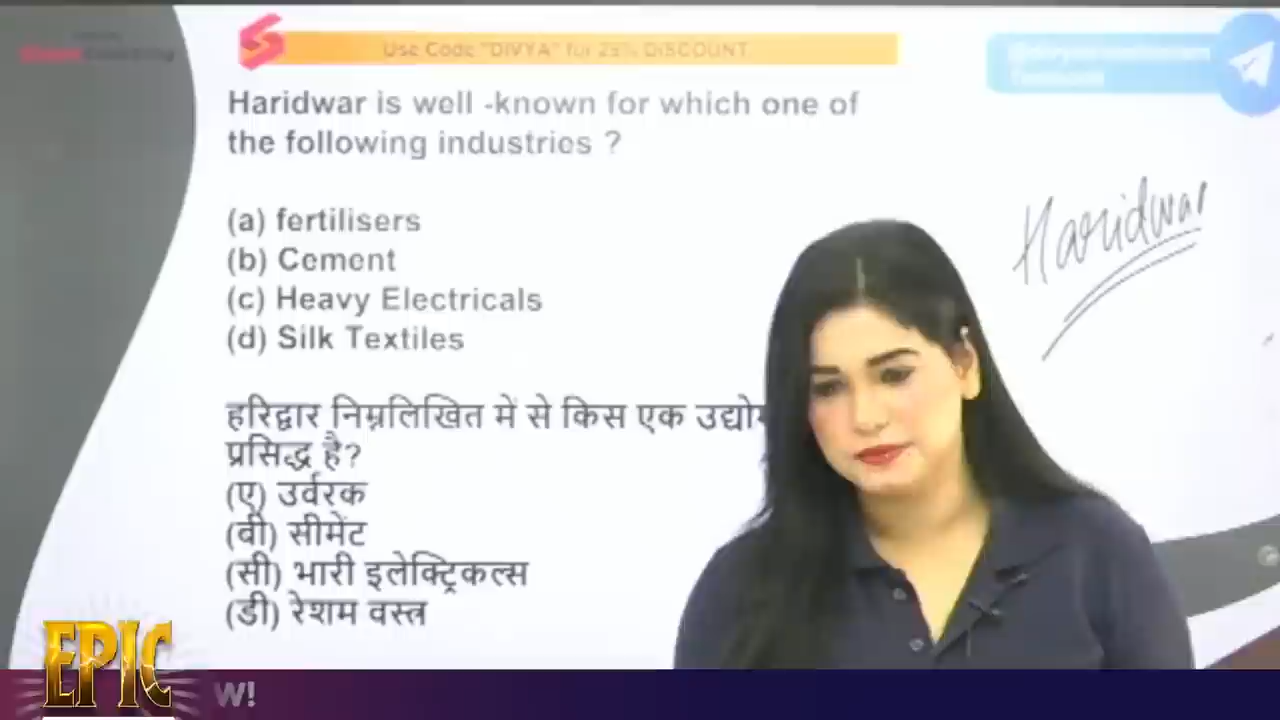 Use Code "DIVYA" for 25% DISCOUNT
Haridwar is well -known for which one of
the following industries ?
(a) fertilisers
(b) Cement
(c) Heavy Electricals
(d) Silk Textiles
Haridwar
हरिद्वार निम्नलिखित में से किस एक
प्रसिद्ध है?
(ए) उर्वरक
(वी) सीमेंट
(सी) भारी इलेक्ट्रिकल्स
(डी) रेशम वस्त्र
EPIC
W!